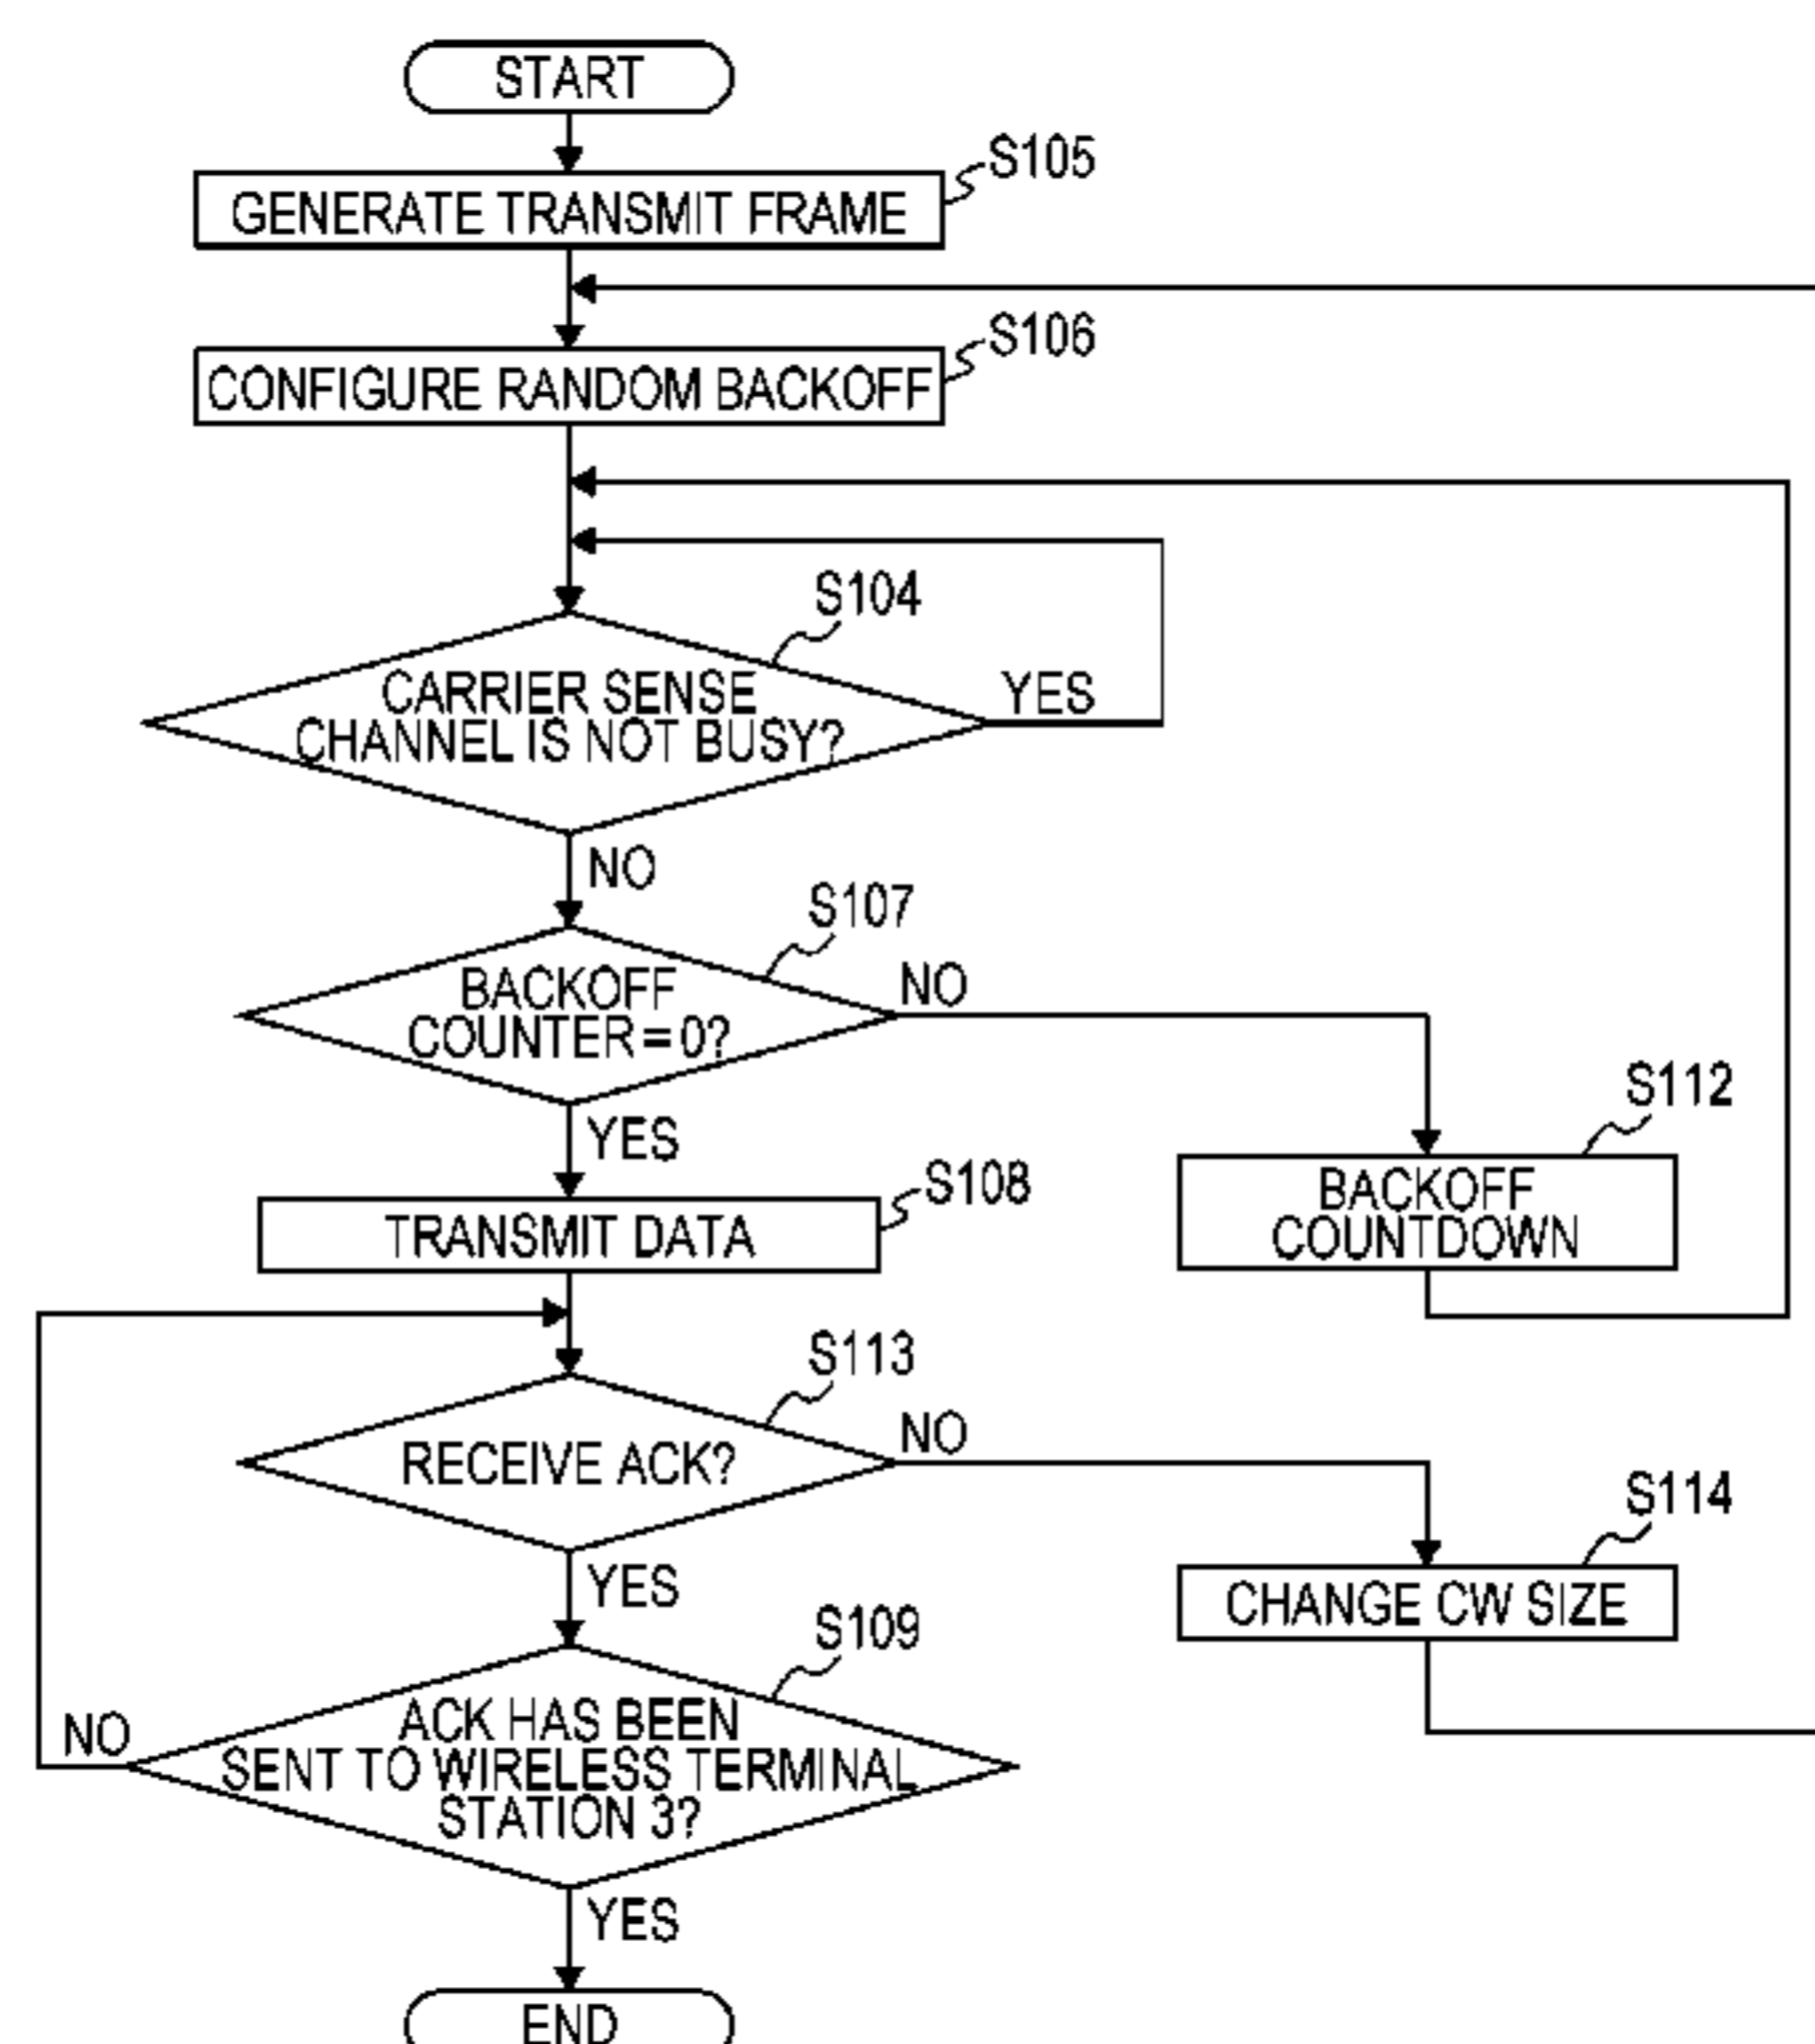 START
S105
GENERATE TRANSMIT FRAME
S106
CONFIGURE RANDOM BACKOFF
S104
CARRIER SENSE
CHANNEL IS NOT BUSY?
YES
NO
S107
BACKOFF
COUNTER = 0?
NO
YES
S112
BACKOFF
COUNTDOWN
S108
TRANSMIT DATA
S113
RECEIVE ACK?
NO
YES
S114
CHANGE CW SIZE
S109
ACK HAS BEEN
SENT TO WIRELESS TERMINAL
STATION 3?
NO
YES
END